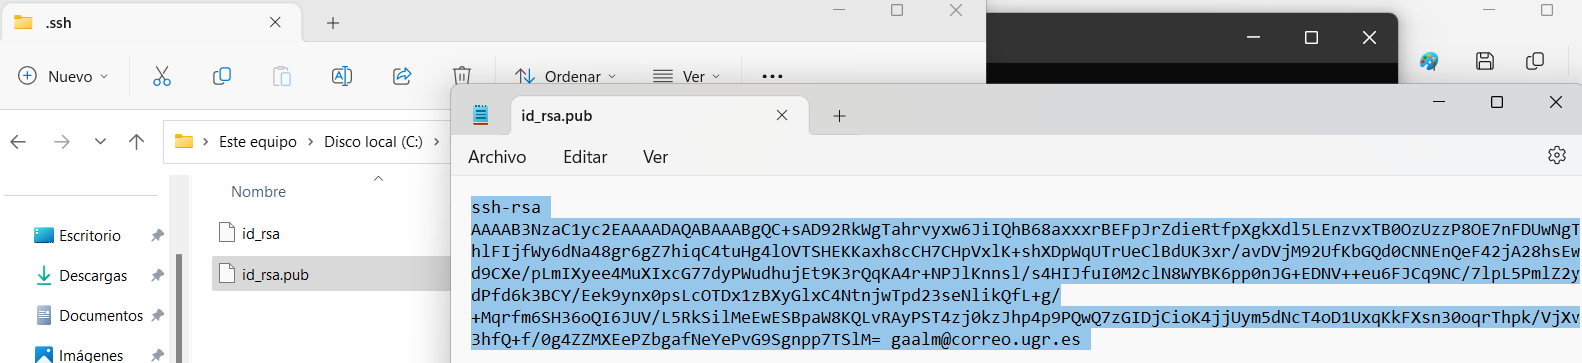 .ssh
Nuevo
Ordenar
Ver
Este equipo
Disco local (C:)
Nombre
Escritorio
Descargas
Documentos
Imágenes
id_rsa
id_rsa.pub
id_rsa.pub
Archivo
Editar
Ver
ssh-rsa
AAAAB3NzaC1yc2EAAAADAQABAAABgQC+sAD92RkWgTahrvyxw6JiIQhB68axxxrBEFpJrZdieRtfpXgkXdl5LEnzvxTB0OzUzzP8OE7nFDUwNgT
hlFIjfWy6dNa48gr6gZ7hiqC4tuHg4lOVTSHEKKaxh8cCH7CHpVxlK+shXDpWqUTrUeClBdUK3xr/avDVjM92UfKbGQd0CNNEnQeF42jA28hsEw
d9CXe/pLmIXyee4MuXIxcG77dyPWudhujEt9K3rQqKA4r+NPJlKnnsl/s4HIJfuI0M2clN8WYBK6pp0nJG+EDNV++eu6FJCq9NC/7lpL5PmlZ2y
dPfd6k3BCY/Eek9ynx0psLcOTDx1zBXyGlxC4NtnjwTpd23seNlikQfL+g/
+Mqrfm6SH36oQI6JUV/L5RkSilMeEwESBpaW8KQLvRAyPST4zj0kzJhp4p9PQwQ7zGIDjCioK4jjUym5dNcT4oD1UxqKkFXsn30oqrThpk/VjXv
3hfQ+f/0g4ZZMXEePZbgafNeYePvG9Sgnpp7TSlM= gaalm@correo.ugr.es